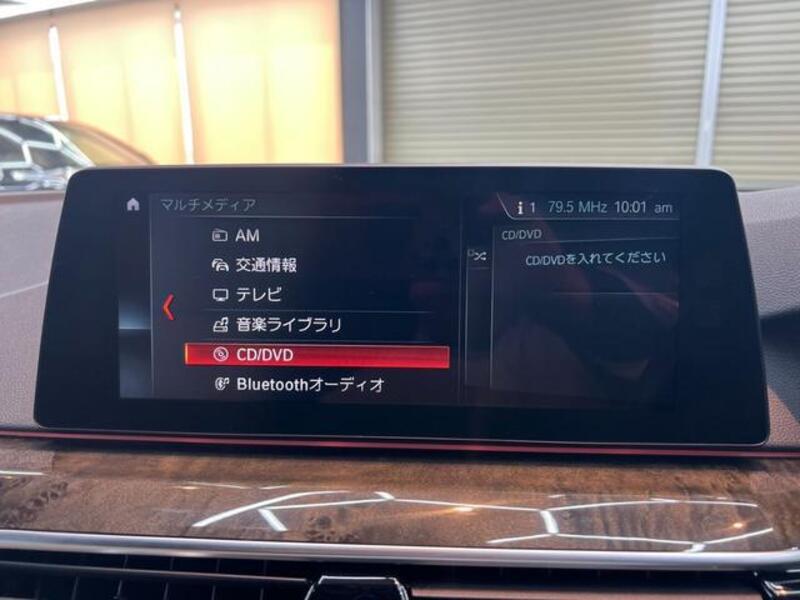 マルチメディア
1 79.5 MHz 10:01 am
AM
交通情報
テレビ
音楽ライブラリ
CD/DVD
Bluetoothオーディオ
CD/DVD
CD/DVDを入れてください